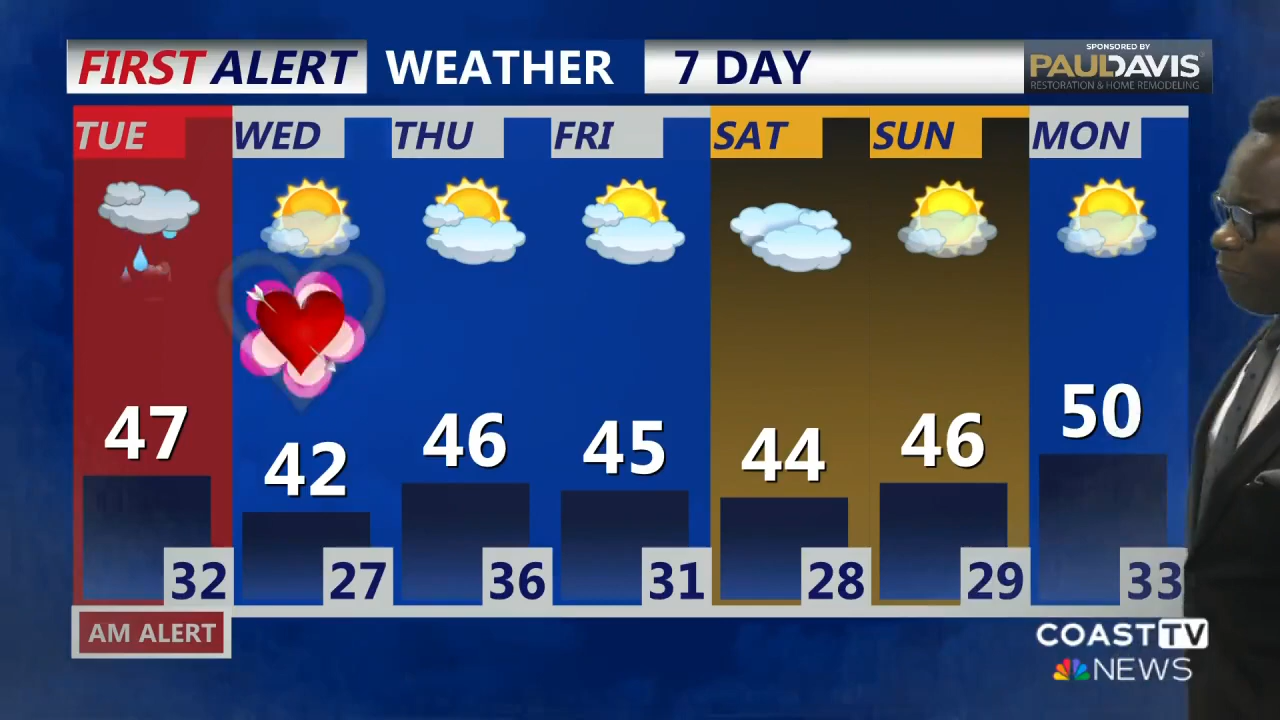 FIRST ALERT WEATHER 7 DAY
SPONSORED BY
PAUL DAVIS
RESTORATION & HOME REMODELING
TUE WED THU FRI SAT SUN MON
47 42 46 45 44 46 50
32 27 36 31 28 29 33
AM ALERT
COAST TV
NEWS